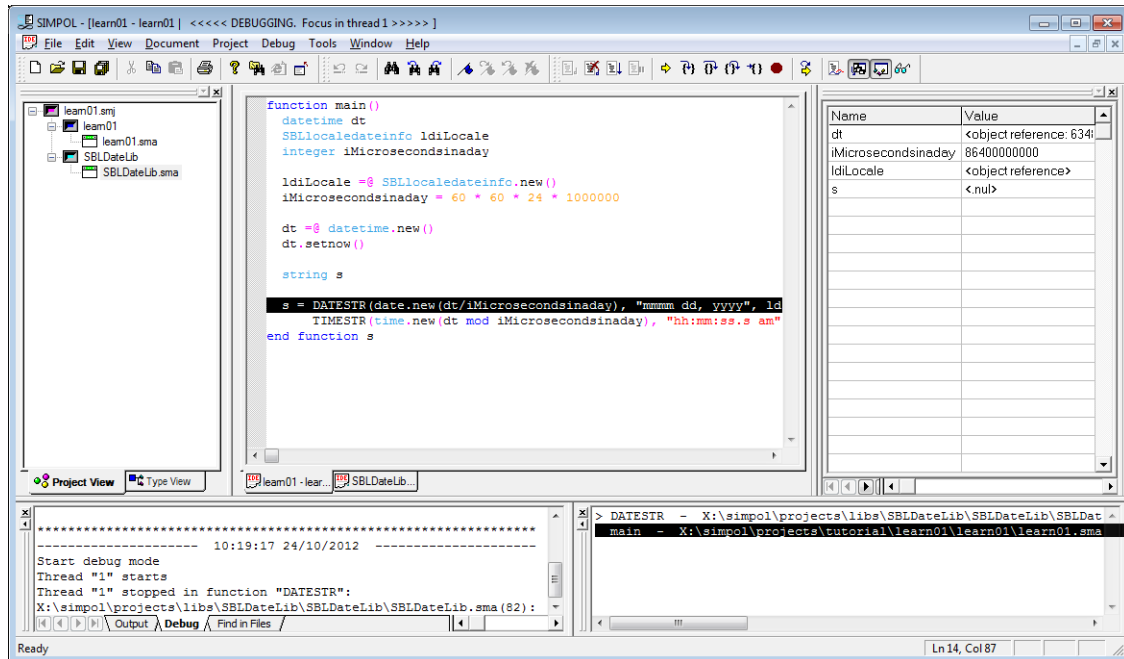 SIMPOL - [learn01 - learn01 | <<<<< DEBUGGING. Focus in thread 1 >>>>> ]
File Edit View Document Project Debug Tools Window Help
learn01.smj
learn01
learn01.sma
SBLDateLib
SBLDateLib.sma
Project View
Type View
function main()
datetime dt
SBLlocaledateinfo ldiLocale
integer iMicrosecondsinaday
ldiLocale =@ SBLlocaledateinfo.new()
iMicrosecondsinaday = 60 * 60 * 24 * 1000000
dt =@ datetime.new()
dt.setnow()
string s
s = DATESTR(date.new(dt/iMicrosecondsinaday), "mmmm dd, yyyy", ld
TIMESTR(time.new(dt mod iMicrosecondsinaday), "hh:mm:ss.s am"
end function s
learn01 - lear...
SBLDateLib...
Name Value
dt <object reference: 634
iMicrosecondsinaday 86400000000
ldiLocale <object reference>
s <.nul>
*******************************************************************
--------------------- 10:19:17 24/10/2012 ---------------------
Start debug mode
Thread "1" starts
Thread "1" stopped in function "DATESTR":
X:\simpol\projects\libs\SBLDateLib\SBLDateLib\SBLDateLib.sma(82):
Output Debug Find in Files
> DATESTR - X:\simpol\projects\libs\SBLDateLib\SBLDateLib\SBLDat
main - X:\simpol\projects\tutorial\learn01\learn01\learn01.sma
Ready
Ln 14, Col 87